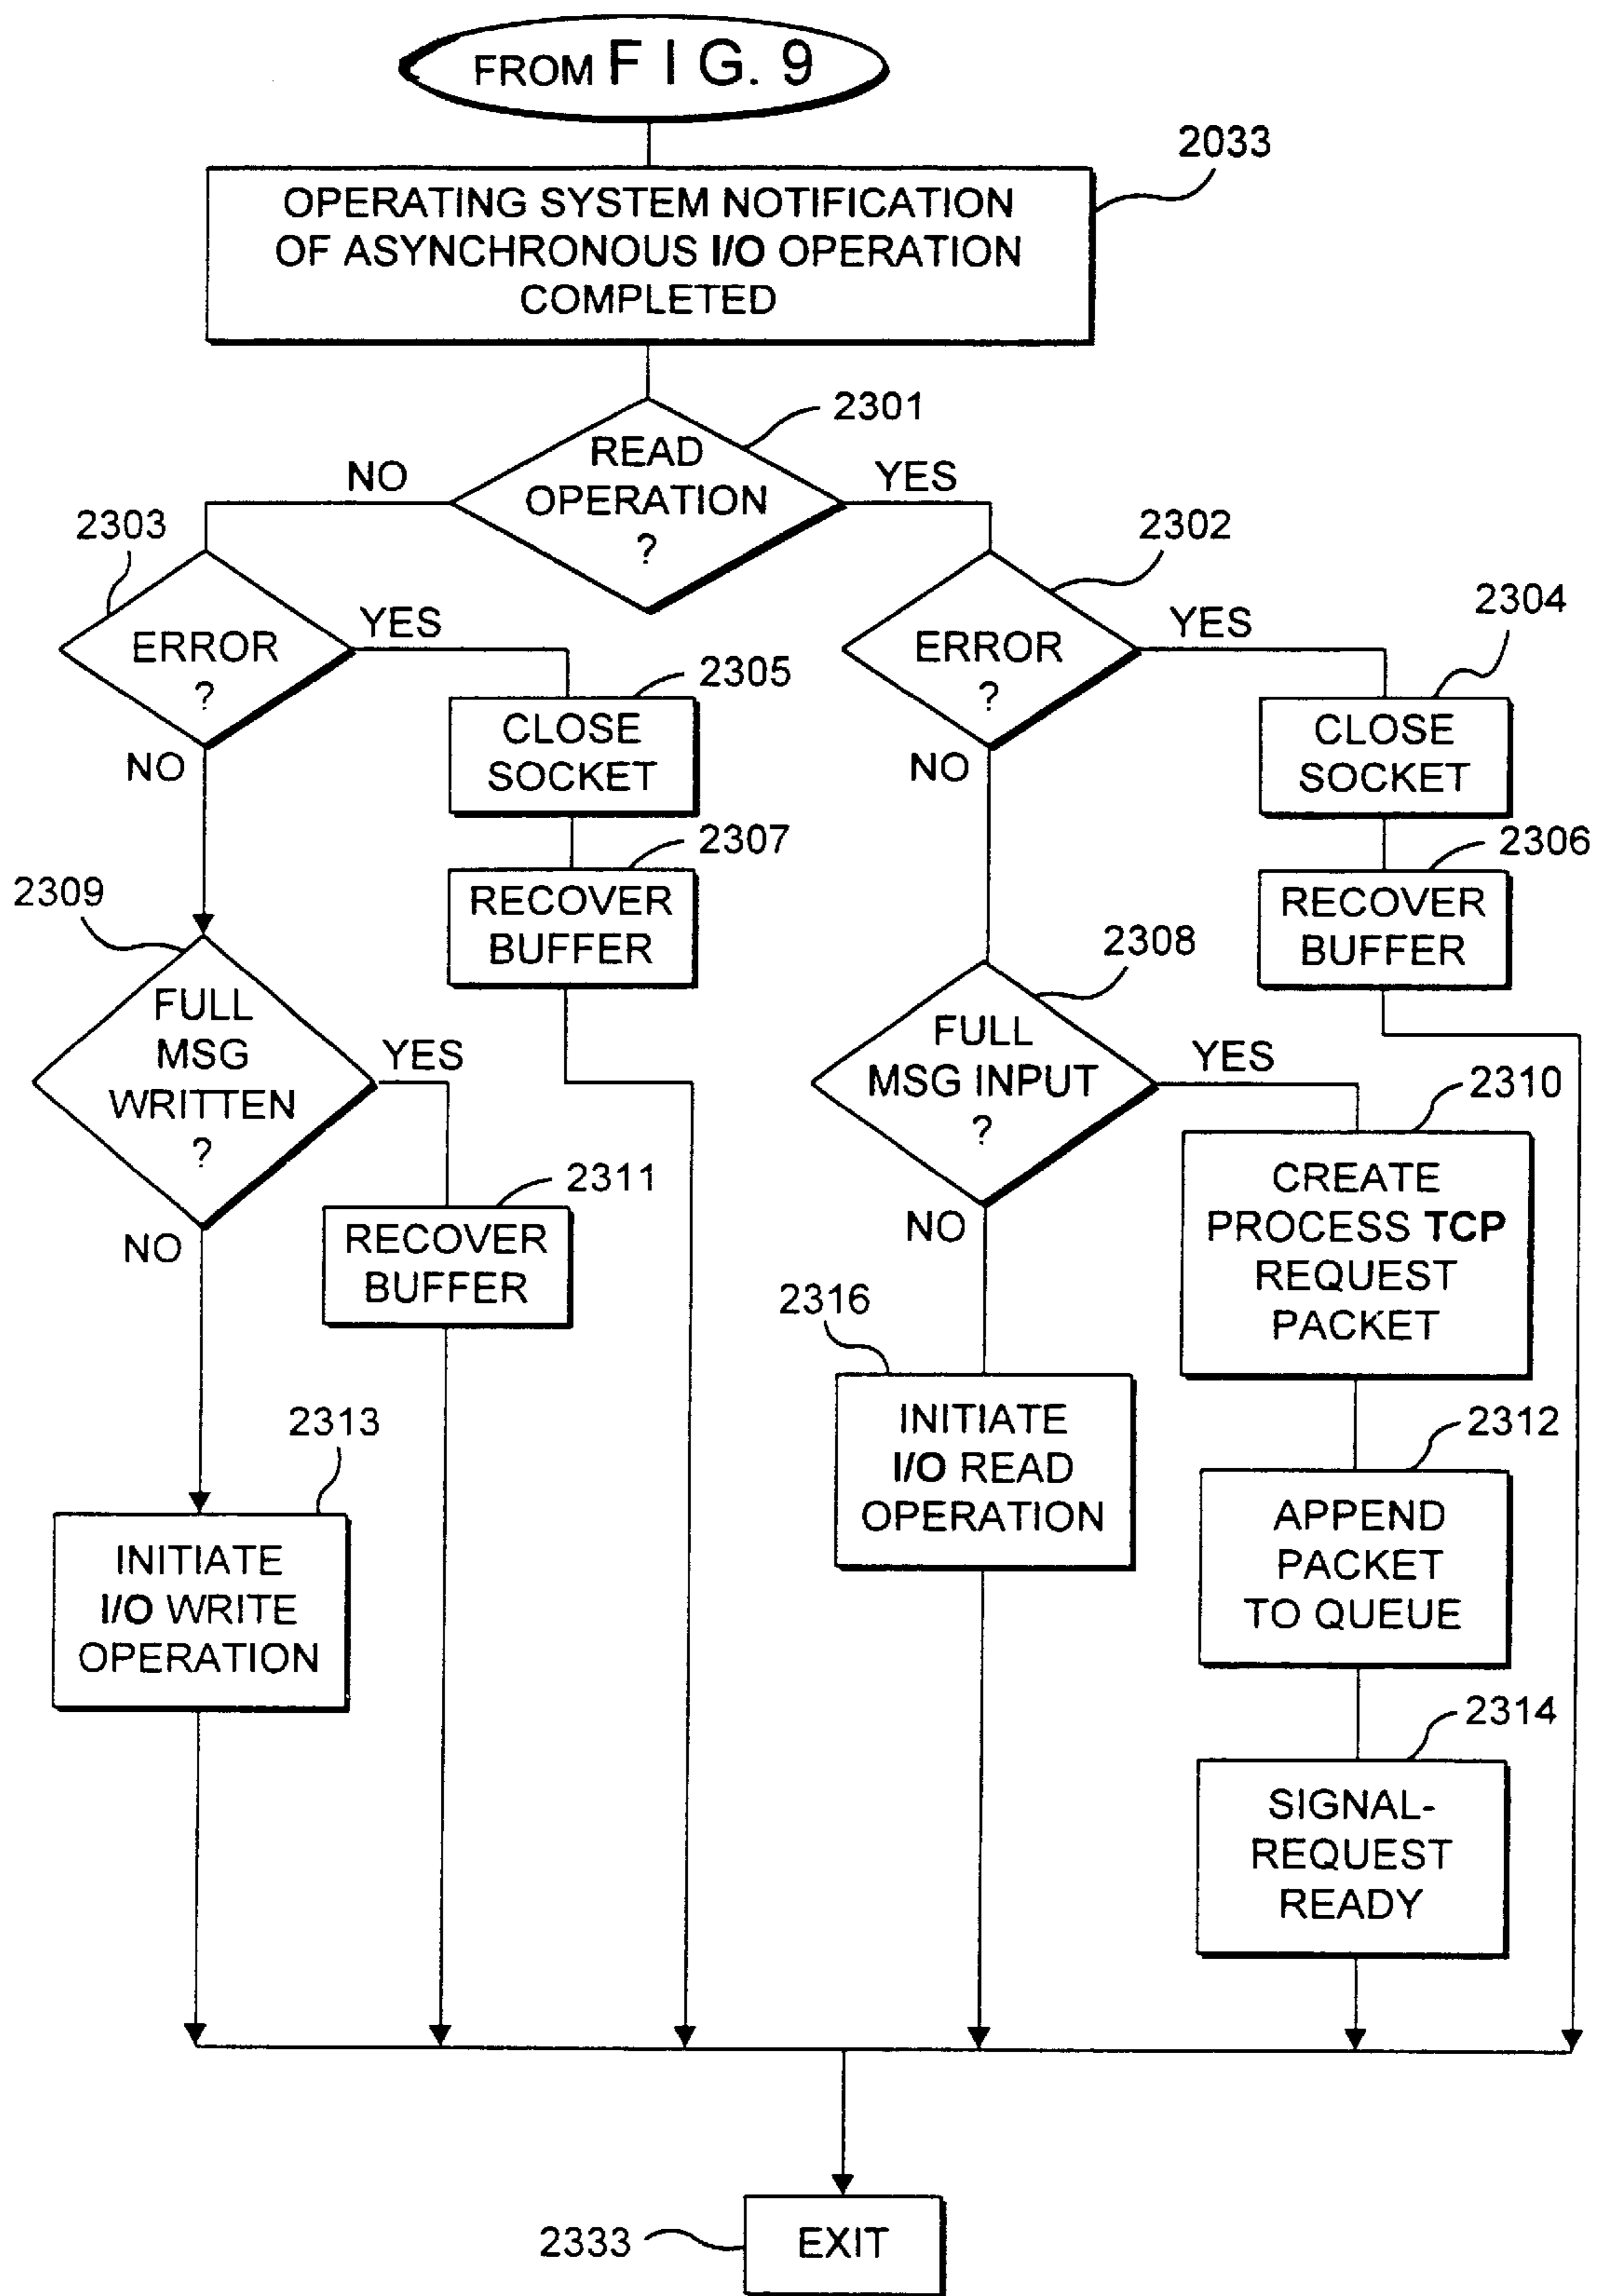 FROM FIG. 9
2033
OPERATING SYSTEM NOTIFICATION
OF ASYNCHRONOUS I/O OPERATION
COMPLETED
2301
READ
OPERATION
?
NO
YES
2303
ERROR
?
YES
NO
2305
CLOSE
SOCKET
2307
RECOVER
BUFFER
2309
FULL
MSG
WRITTEN
?
YES
NO
2311
RECOVER
BUFFER
2313
INITIATE
I/O WRITE
OPERATION
2302
ERROR
?
YES
NO
2304
CLOSE
SOCKET
2306
RECOVER
BUFFER
2308
FULL
MSG INPUT
?
YES
NO
2310
CREATE
PROCESS TCP
REQUEST
PACKET
2316
INITIATE
I/O READ
OPERATION
2312
APPEND
PACKET
TO QUEUE
2314
SIGNAL-
REQUEST
READY
2333
EXIT